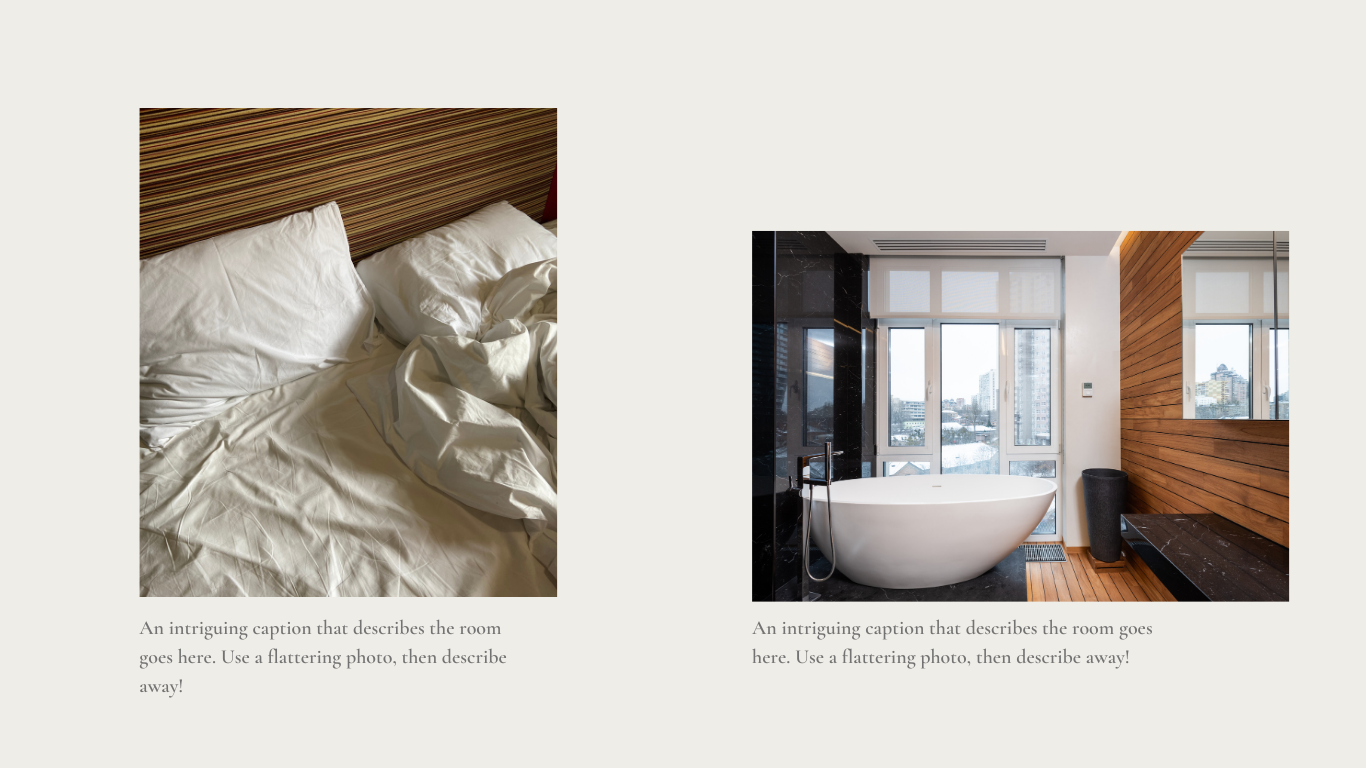 An intriguing caption that describes the room
goes here. Use a flattering photo, then describe
away!
An intriguing caption that describes the room goes
here. Use a flattering photo, then describe away!